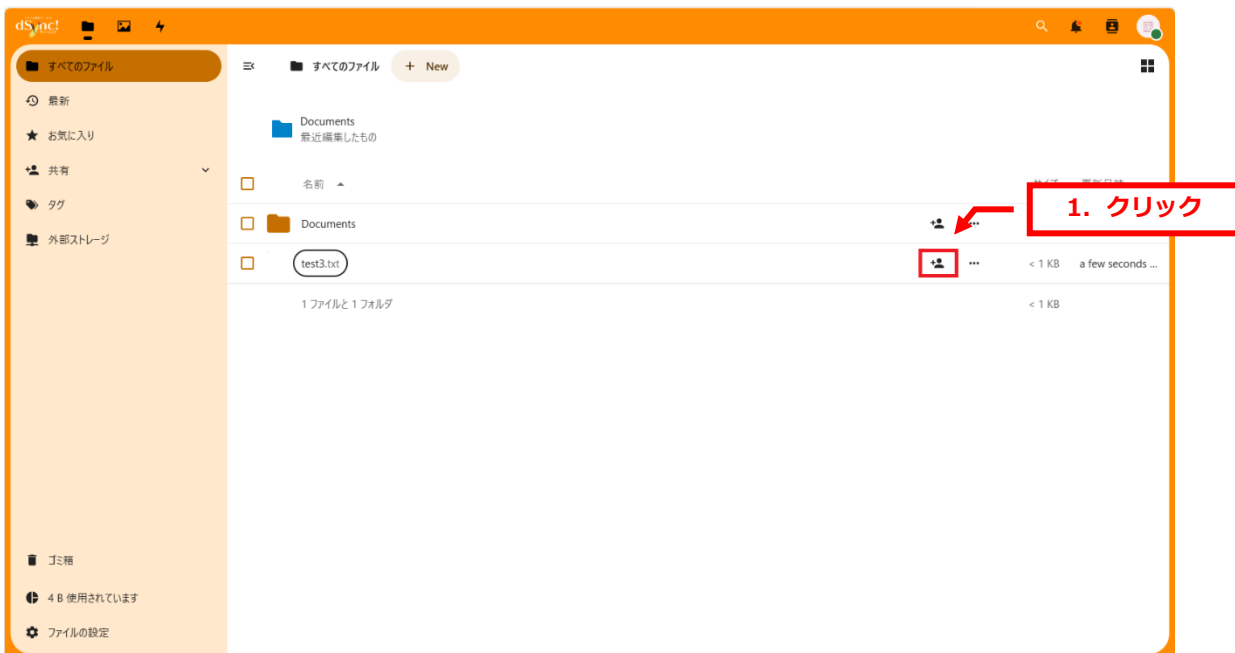 dSync!
すべてのファイル
最新
お気に入り
共有
タグ
外部ストレージ
ゴミ箱
4 B 使用されています
ファイルの設定
すべてのファイル + New
Documents
最近編集したもの
名前
Documents
test3.txt < 1 KB a few seconds ...
1 ファイルと 1 フォルダ < 1 KB
1. クリック